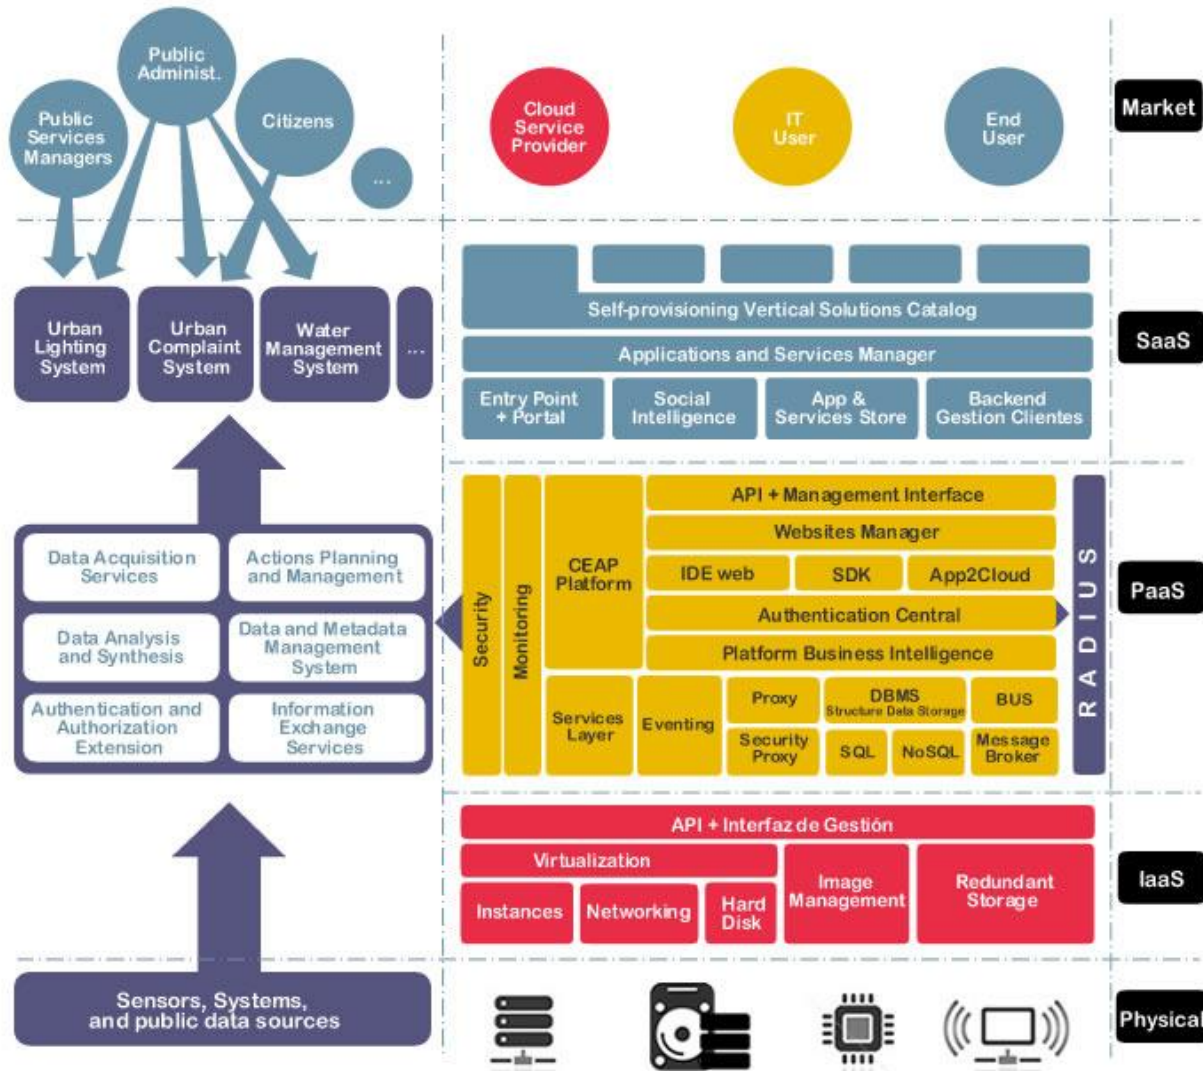 Public
Administ.
Public
Services
Managers
Citizens
...
Cloud
Service
Provider
IT
User
End
User
Market
Urban
Lighting
System
Urban
Complaint
System
Water
Management
System
...
Self-provisioning Vertical Solutions Catalog
Applications and Services Manager
Entry Point
+ Portal
Social
Intelligence
App &
Services Store
Backend
Gestion Clientes
SaaS
Data Acquisition
Services
Actions Planning
and Management
Data Analysis
and Synthesis
Data and Metadata
Management
System
Authentication and
Authorization
Extension
Information
Exchange
Services
Security
Monitoring
CEAP
Platform
API + Management Interface
Websites Manager
IDE web
SDK
App2Cloud
Authentication Central
Platform Business Intelligence
Services
Layer
Eventing
Proxy
DBMS
Structure Data Storage
BUS
Security
Proxy
SQL
NoSQL
Message
Broker
RADIUS
PaaS
API + Interfaz de Gestión
Virtualization
Instances
Networking
Hard
Disk
Image
Management
Redundant
Storage
IaaS
Sensors, Systems,
and public data sources
Physical